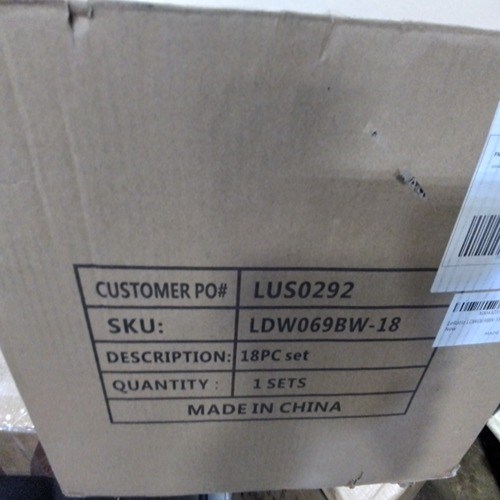 CUSTOMER PO# LUS0292
SKU: LDW069BW-18
DESCRIPTION: 18PC set
QUANTITY : 1 SETS
MADE IN CHINA